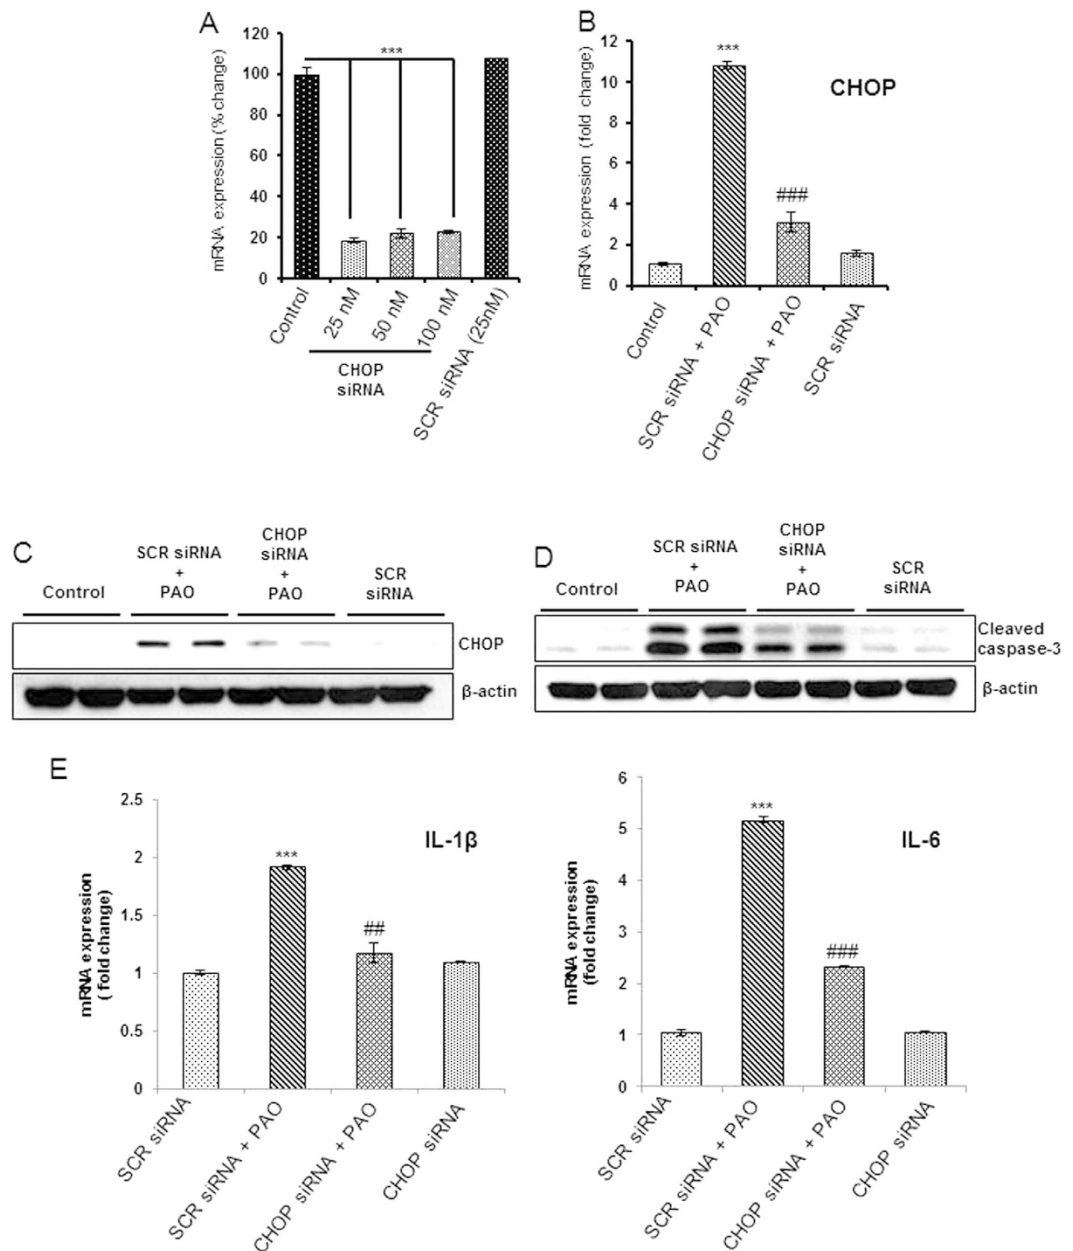 A
mRNA expression (% change)
120
100
80
60
40
20
0
***
Control
25 nM
50 nM
100 nM
SCR siRNA (25nM)
CHOP
siRNA
B
mRNA expression (fold change)
12
10
8
6
4
2
0
***
###
CHOP
Control
SCR siRNA + PAO
CHOP siRNA + PAO
SCR siRNA
C
Control
SCR siRNA
+
PAO
CHOP
siRNA
+
PAO
SCR
siRNA
CHOP
β-actin
D
Control
SCR siRNA
+
PAO
CHOP
siRNA
+
PAO
SCR
siRNA
Cleaved
caspase-3
β-actin
E
mRNA expression
( fold change)
2.5
2
1.5
1
0.5
0
***
##
IL-1β
SCR siRNA
SCR siRNA + PAO
CHOP siRNA + PAO
CHOP siRNA
mRNA expression
(fold change)
6
5
4
3
2
1
0
***
###
IL-6
SCR siRNA
SCR siRNA + PAO
CHOP siRNA + PAO
CHOP siRNA